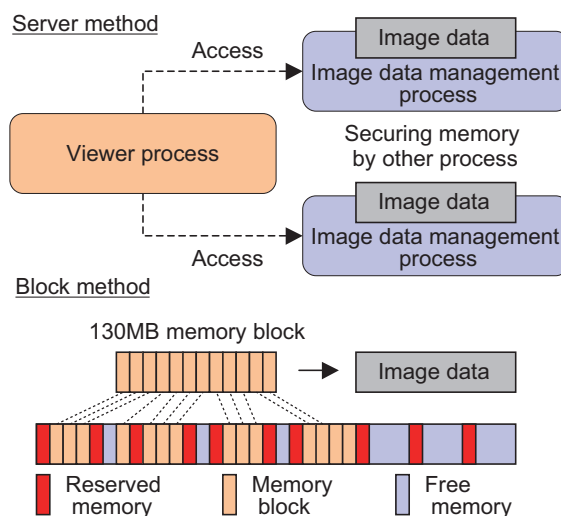 Server method
Access
Image data
Image data management
process
Viewer process
Securing memory
by other process
Image data
Image data management
process
Access
Block method
130MB memory block
Image data
Reserved
memory
Memory
block
Free
memory